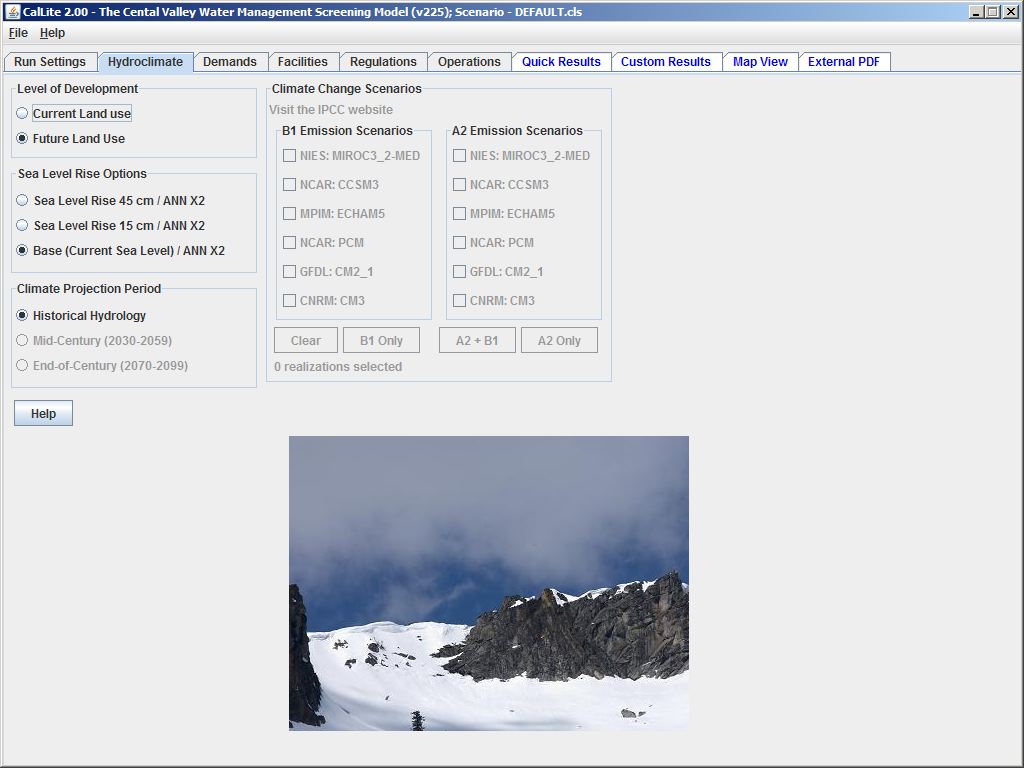 CalLite 2.00 - The Cental Valley Water Management Screening Model (v225); Scenario - DEFAULT.cls
File Help
Run Settings Hydroclimate Demands Facilities Regulations Operations Quick Results Custom Results Map View External PDF
Level of Development
Current Land use
Future Land Use
Sea Level Rise Options
Sea Level Rise 45 cm / ANN X2
Sea Level Rise 15 cm / ANN X2
Base (Current Sea Level) / ANN X2
Climate Projection Period
Historical Hydrology
Mid-Century (2030-2059)
End-of-Century (2070-2099)
Help
Climate Change Scenarios
Visit the IPCC website
B1 Emission Scenarios
NIES: MIROC3_2-MED
NCAR: CCSM3
MPIM: ECHAM5
NCAR: PCM
GFDL: CM2_1
CNRM: CM3
A2 Emission Scenarios
NIES: MIROC3_2-MED
NCAR: CCSM3
MPIM: ECHAM5
NCAR: PCM
GFDL: CM2_1
CNRM: CM3
Clear B1 Only A2 + B1 A2 Only
0 realizations selected